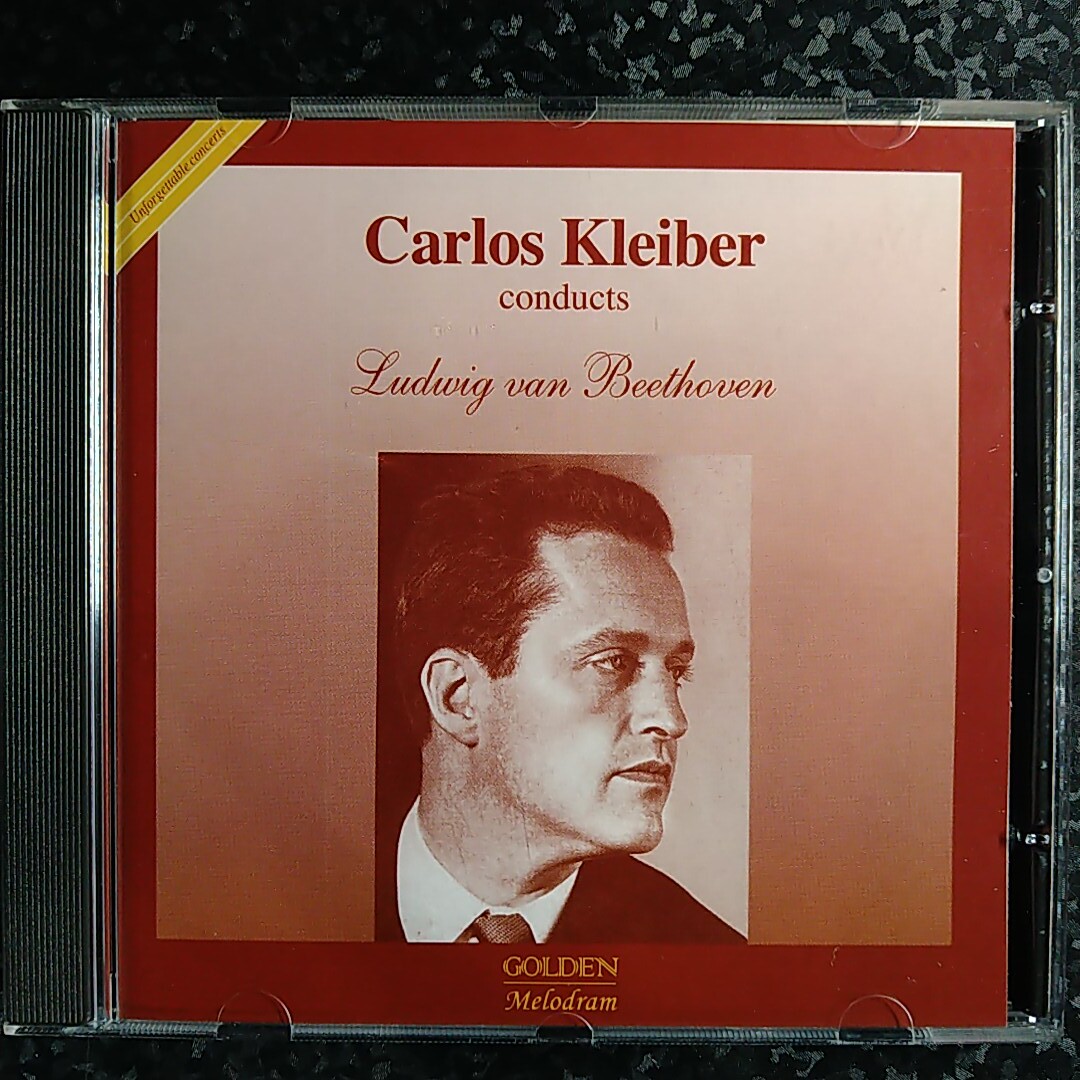 Unforgettable concerts
Carlos Kleiber
conducts
Ludwig van Beethoven
GOLDEN
Melodram